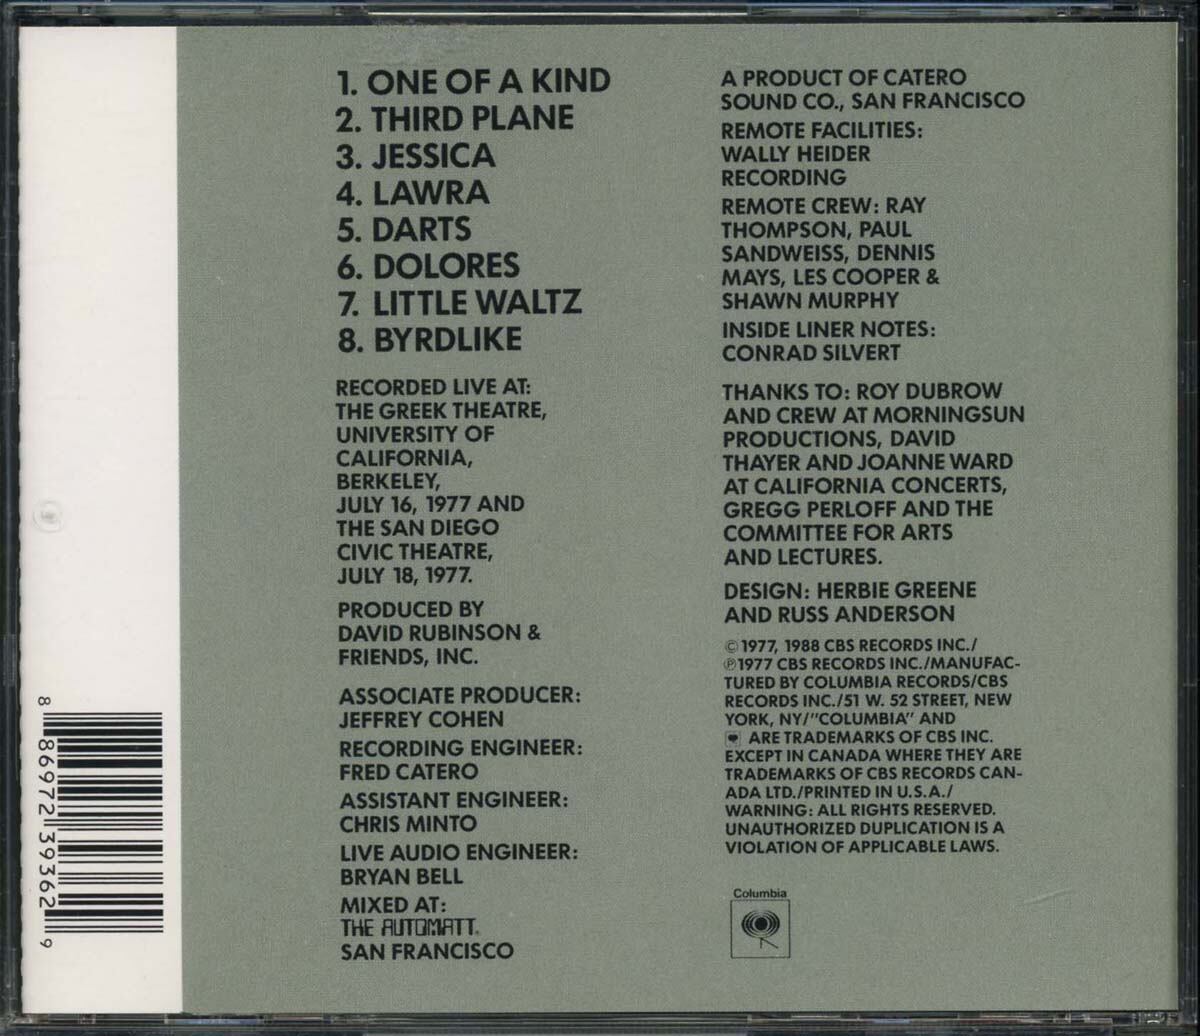 1. ONE OF A KIND
2. THIRD PLANE
3. JESSICA
4. LAWRA
5. DARTS
6. DOLORES
7. LITTLE WALTZ
8. BYRDLIKE
RECORDED LIVE AT:
THE GREEK THEATRE,
UNIVERSITY OF
CALIFORNIA,
BERKELEY,
JULY 16, 1977 AND
THE SAN DIEGO
CIVIC THEATRE,
JULY 18, 1977.
PRODUCED BY
DAVID RUBINSON &
FRIENDS, INC.
ASSOCIATE PRODUCER:
JEFFREY COHEN
RECORDING ENGINEER:
FRED CATERO
ASSISTANT ENGINEER:
CHRIS MINTO
LIVE AUDIO ENGINEER:
BRYAN BELL
MIXED AT:
THE AUTOMATT.
SAN FRANCISCO
A PRODUCT OF CATERO
SOUND CO., SAN FRANCISCO
REMOTE FACILITIES:
WALLY HEIDER
RECORDING
REMOTE CREW: RAY
THOMPSON, PAUL
SANDWEISS, DENNIS
MAYS, LES COOPER &
SHAWN MURPHY
INSIDE LINER NOTES:
CONRAD SILVERT
THANKS TO: ROY DUBROW
AND CREW AT MORNINGSUN
PRODUCTIONS, DAVID
THAYER AND JOANNE WARD
AT CALIFORNIA CONCERTS,
GREGG PERLOFF AND THE
COMMITTEE FOR ARTS
AND LECTURES.
DESIGN: HERBIE GREENE
AND RUSS ANDERSON
©1977, 1988 CBS RECORDS INC./
℗1977 CBS RECORDS INC./MANUFAC-
TURED BY COLUMBIA RECORDS/CBS
RECORDS INC./51 W. 52 STREET, NEW
YORK, NY/"COLUMBIA" AND
ARE TRADEMARKS OF CBS INC.
EXCEPT IN CANADA WHERE THEY ARE
TRADEMARKS OF CBS RECORDS CAN-
ADA LTD./PRINTED IN U.S.A./
WARNING: ALL RIGHTS RESERVED.
UNAUTHORIZED DUPLICATION IS A
VIOLATION OF APPLICABLE LAWS.
Columbia
8 86972 39362 9